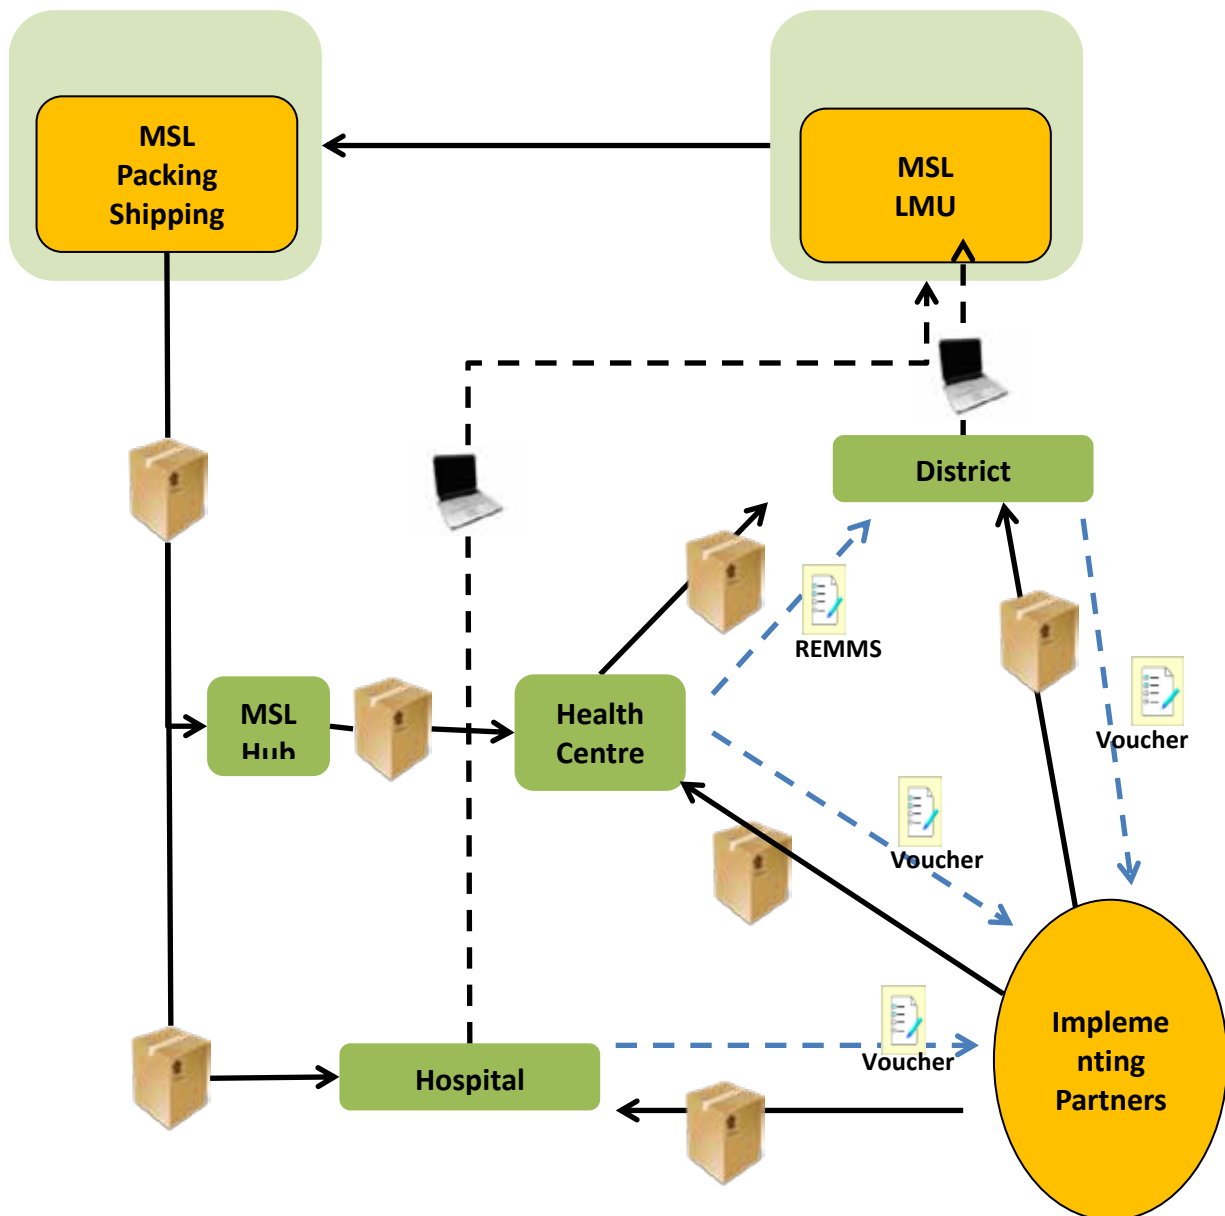 MSL
Packing
Shipping
MSL
LMU
District
REMMS
Voucher
MSL
Hub
Health
Centre
Voucher
Voucher
Hospital
Impleme
nting
Partners